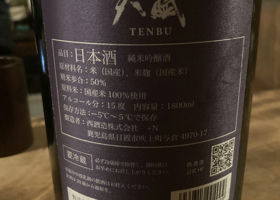 TENBU
品目:日本酒 純米吟醸酒
原材料名:米(国産)、米麹(国産米)
精米歩合:50%
原料米:国産米100%使用
アルコール分:15度 内容量:1800ml
保存方法:-5℃~5℃で保存
製造者:西酒造株式会社 +N
鹿児島県日置市吹上町与倉4970-17
要冷蔵